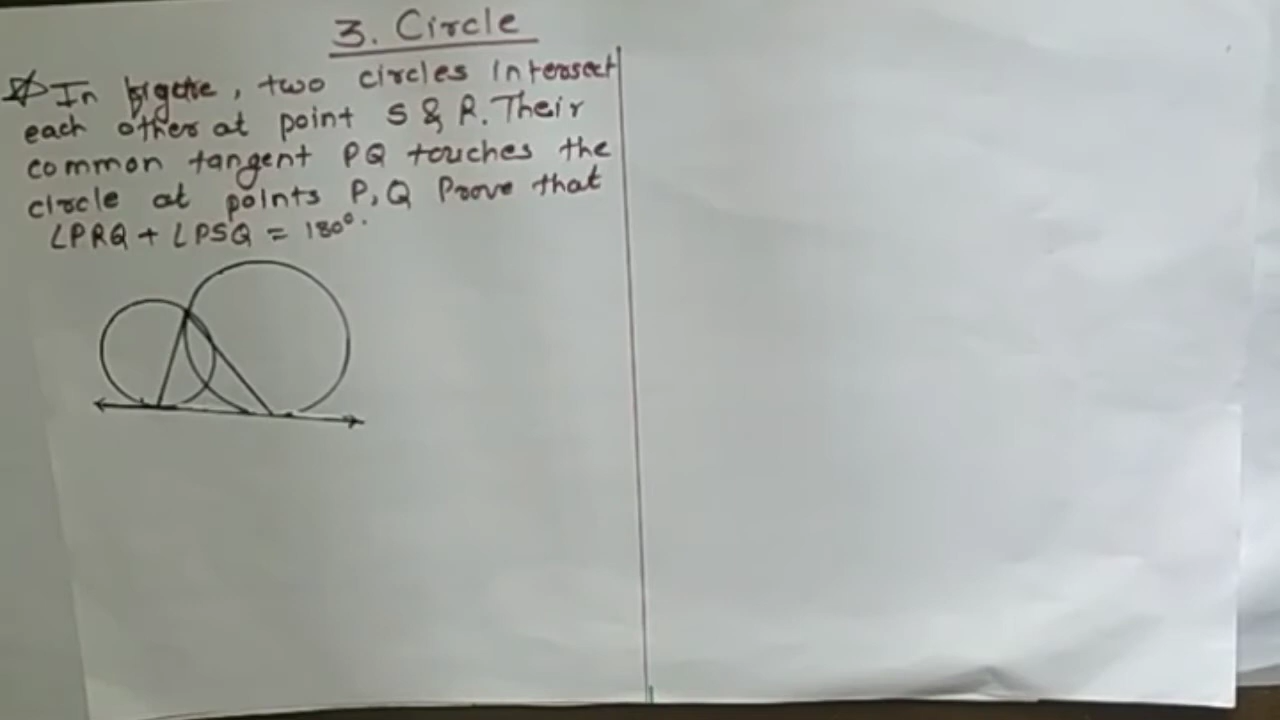 3. Circle
In figure, two circles intersect
each other at point S & R. Their
common tangent PQ touches the
circle at points P, Q Prove that
∠PRQ + ∠PSQ = 180°.